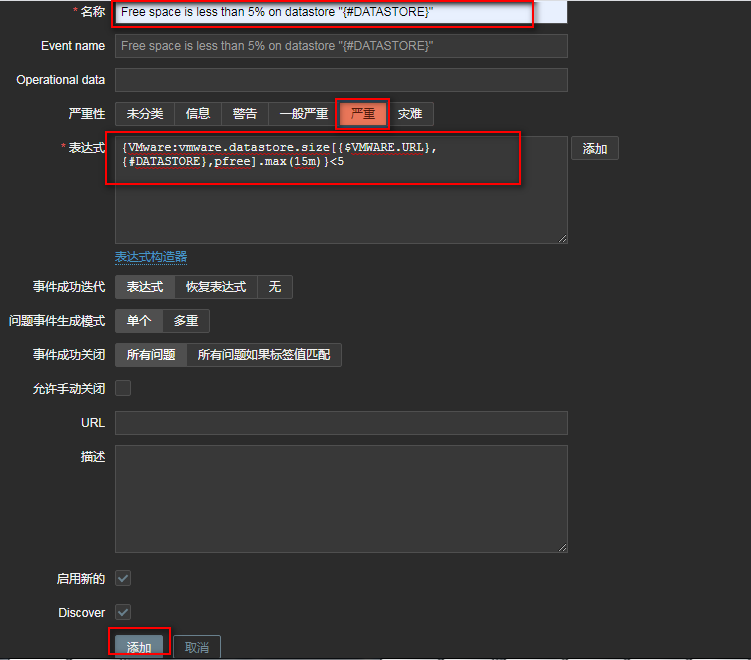 * 名称 Free space is less than 5% on datastore "{#DATASTORE}"
Event name Free space is less than 5% on datastore "{#DATASTORE}"
Operational data
严重性 未分类 信息 警告 一般严重 严重 灾难
* 表达式 {VMware:vmware.datastore.size[{$VMWARE.URL}, 添加
{#DATASTORE},pfree].max(15m)}<5
表达式构造器
事件成功迭代 表达式 恢复表达式 无
问题事件生成模式 单个 多重
事件成功关闭 所有问题 所有问题如果标签值匹配
允许手动关闭
URL
描述
启用新的
Discover
添加 取消